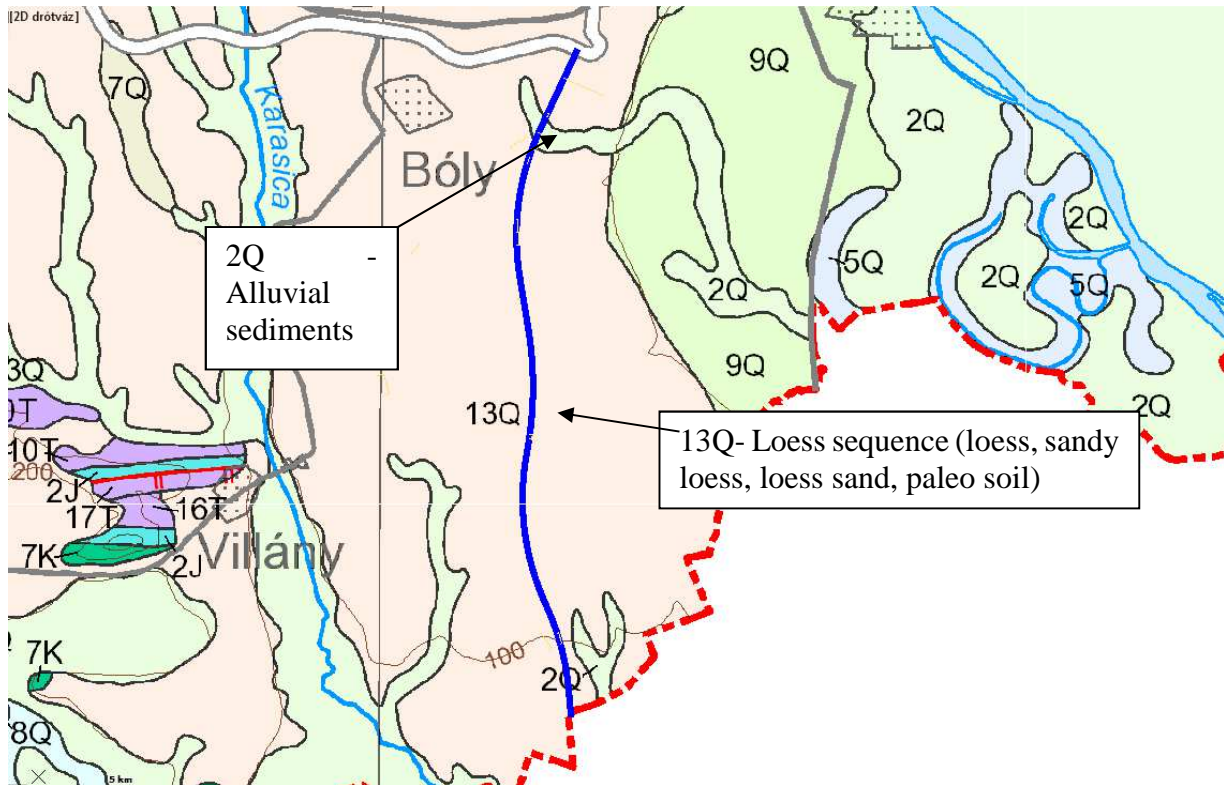 [2D drótváz]
7Q
Karasica
Bóly
9Q
2Q
2Q
5Q
2Q
5Q
2Q
9Q
2Q
2Q -
Alluvial
sediments
13Q
13Q- Loess sequence (loess, sandy
loess, loess sand, paleo soil)
3Q
10T
200
2J
17T
16T
7K
2J
Villány
7K
100
2Q
8Q
5 km